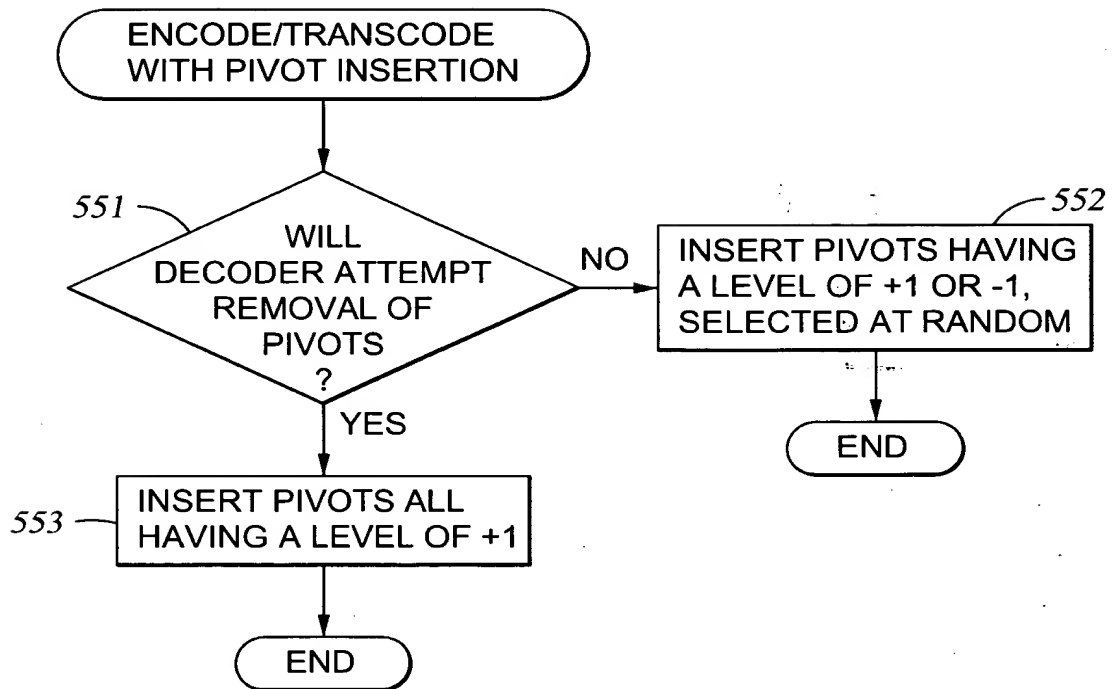 ENCODE/TRANSCODE
WITH PIVOT INSERTION
551
WILL
DECODER ATTEMPT
REMOVAL OF
PIVOTS
?
NO
552
INSERT PIVOTS HAVING
A LEVEL OF +1 OR -1,
SELECTED AT RANDOM
END
YES
553
INSERT PIVOTS ALL
HAVING A LEVEL OF +1
END